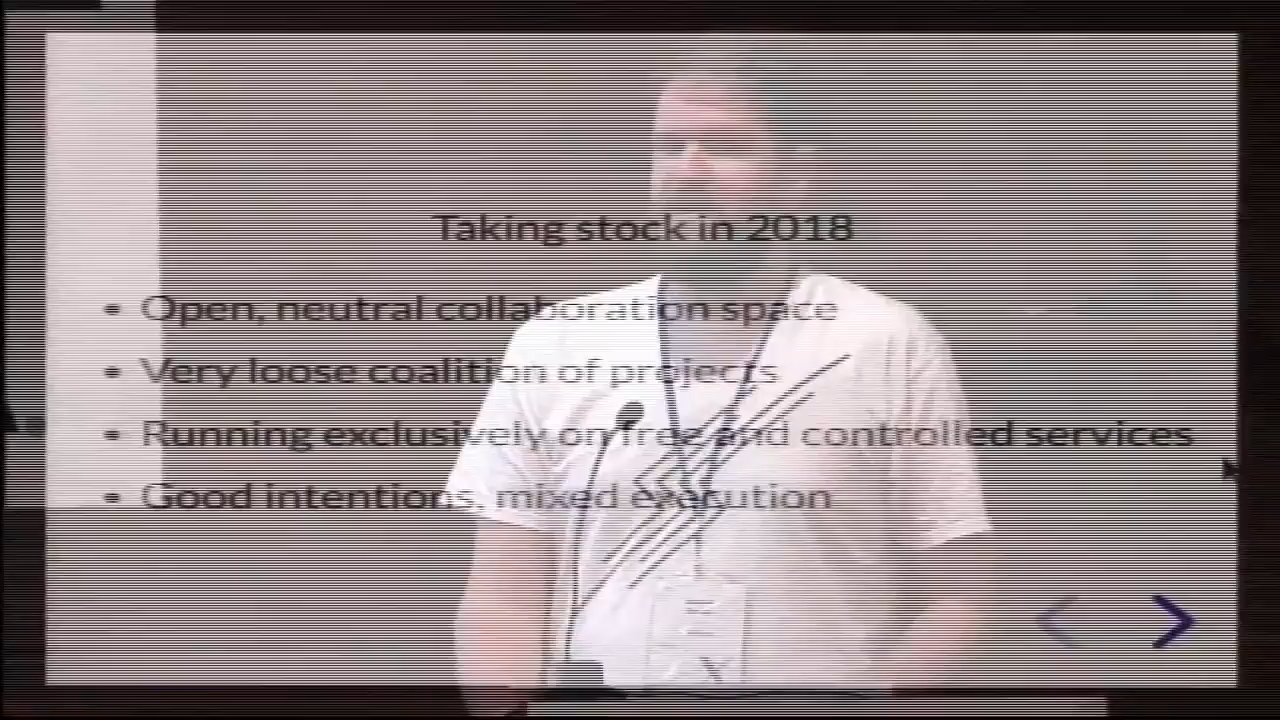 Taking stock in 2018
• Open, neutral collaboration space
• Very loose coalition of projects
• Running exclusively on free and controlled services
• Good intentions, mixed execution